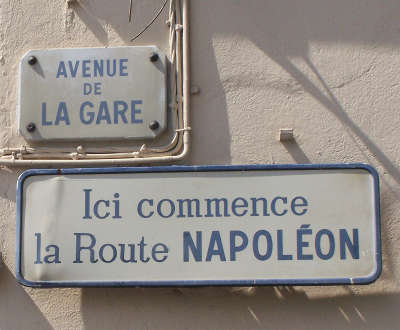 AVENUE
DE
LA GARE
Ici commence
la Route NAPOLÉON